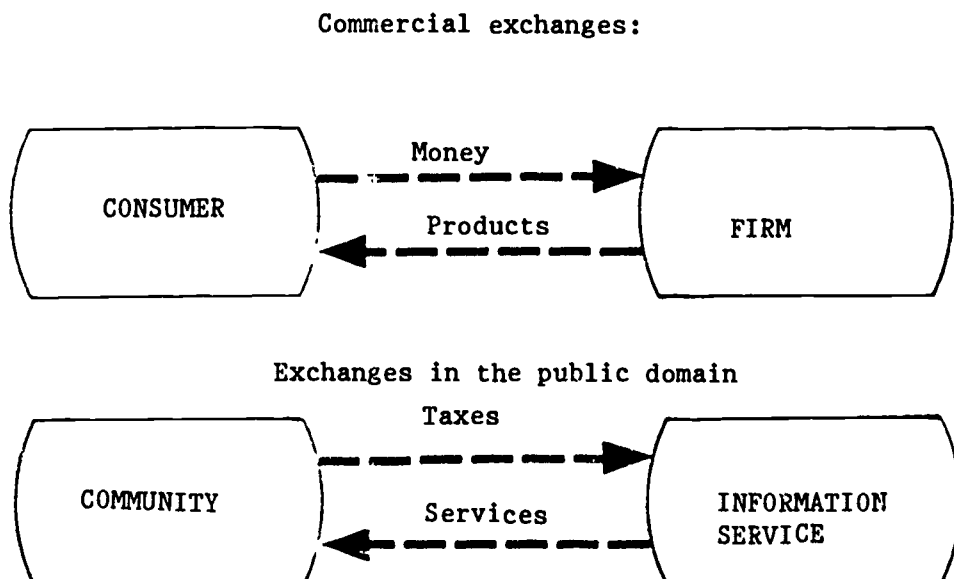 Commercial exchanges:
Money
CONSUMER
Products
FIRM
Exchanges in the public domain
Taxes
COMMUNITY
Services
INFORMATION
SERVICE